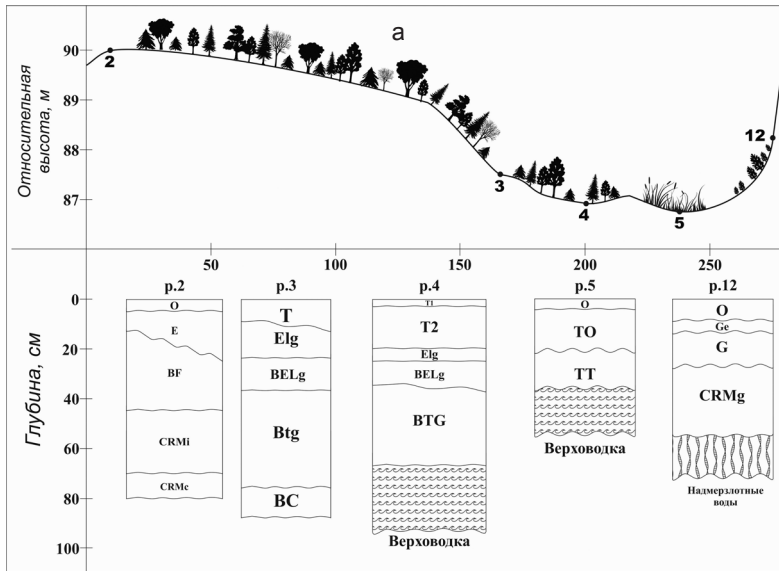 а
Относительная
высота, м
90
89
88
87
2
3
4
5
12
50
100
150
200
250
р.2
р.3
р.4
р.5
р.12
Глубина, см
0
20
40
60
80
100
O
E
BF
CRMi
CRMc
T
Elg
BELg
Btg
BC
T1
T2
Elg
BELg
BTG
Верховодка
O
TO
TT
Верховодка
O
Ge
G
CRMg
Надмерзлотные
воды